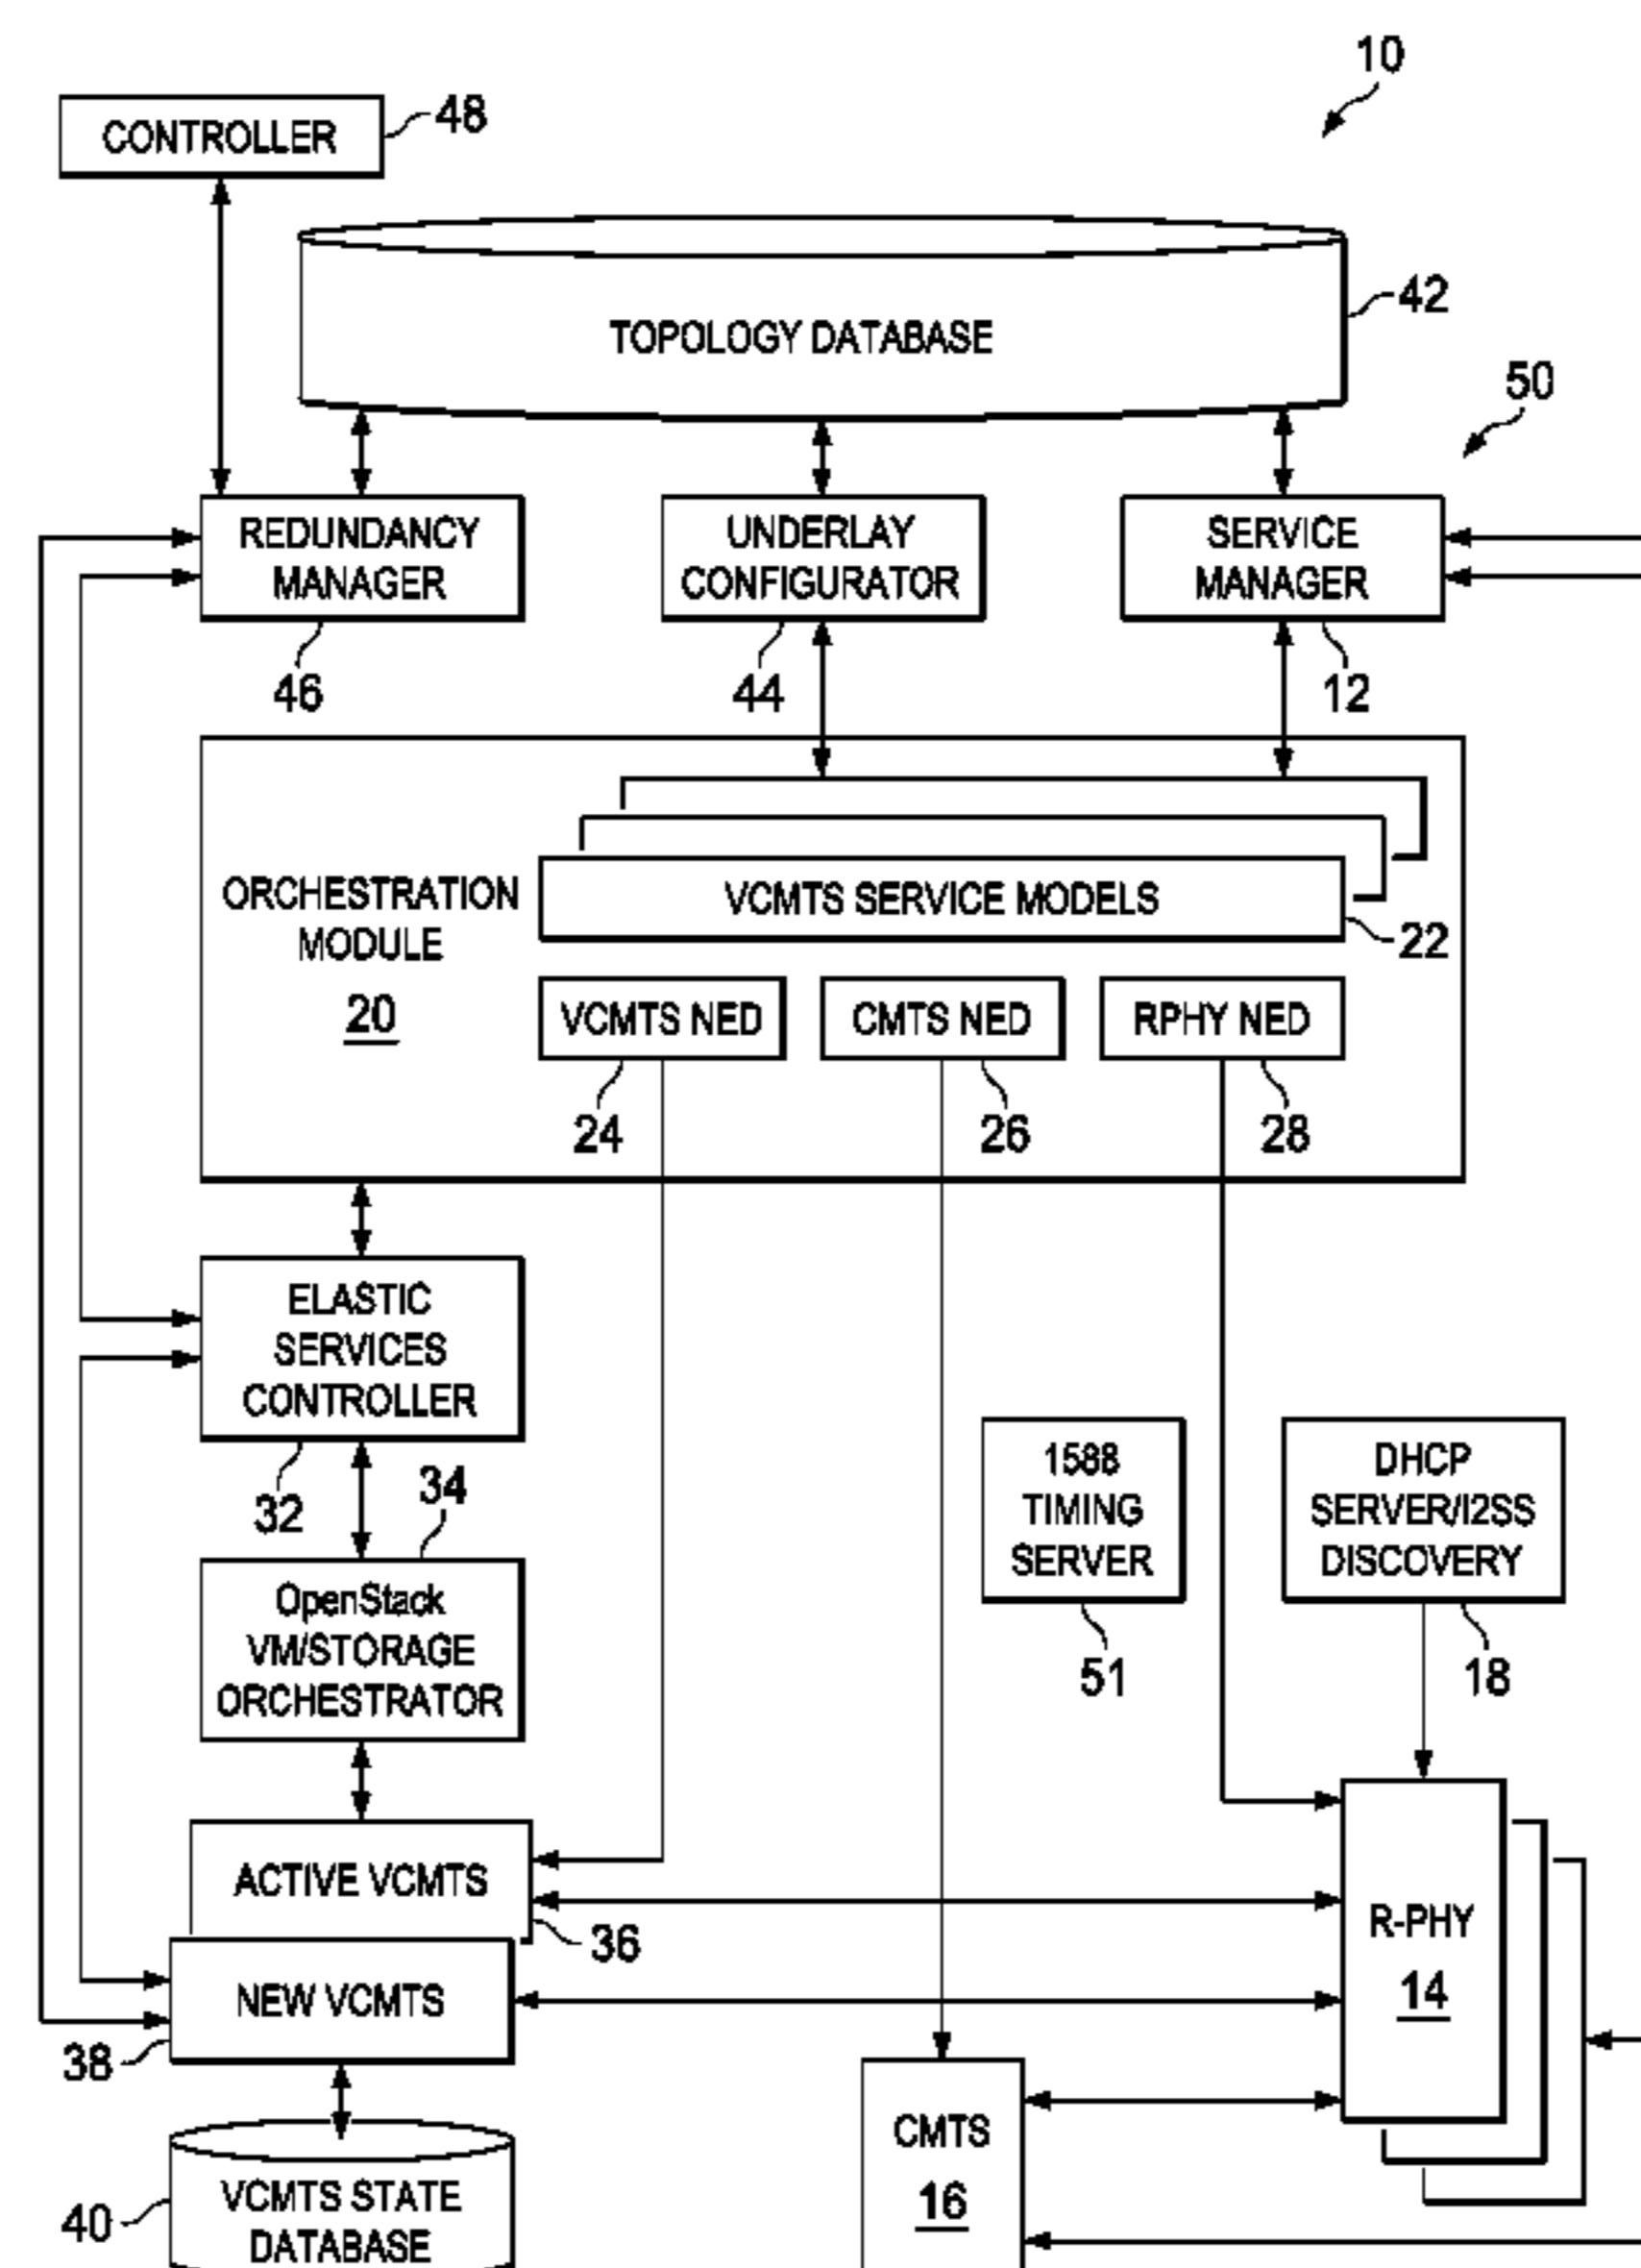 10
CONTROLLER
48
TOPOLOGY DATABASE
42
50
REDUNDANCY
MANAGER
46
UNDERLAY
CONFIGURATOR
44
SERVICE
MANAGER
12
ORCHESTRATION
MODULE
20
VCMTS SERVICE MODELS
22
VCMTS NED
24
CMTS NED
26
RPHY NED
28
ELASTIC
SERVICES
CONTROLLER
32
34
OpenStack
VM/STORAGE
ORCHESTRATOR
1588
TIMING
SERVER
51
DHCP
SERVER/I2SS
DISCOVERY
18
ACTIVE VCMTS
36
NEW VCMTS
38
R-PHY
14
CMTS
16
VCMTS STATE
DATABASE
40